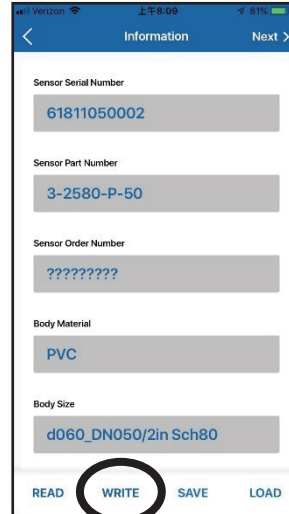 Verizon 上午8:09 81%
Information Next
Sensor Serial Number
61811050002
Sensor Part Number
3-2580-P-50
Sensor Order Number
?????????
Body Material
PVC
Body Size
d060_DN050/2in Sch80
READ WRITE SAVE LOAD